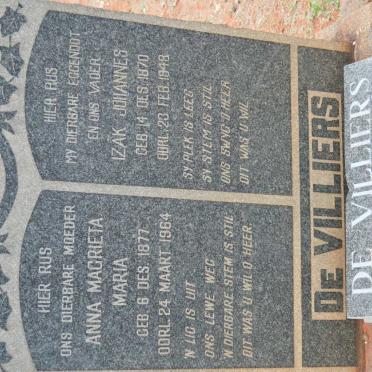 HIER RUS
MY DIERBARE EGGENOOT
EN ONS VADER
IZAK JOHANNES
GEB. 14 DES. 1870
OORL. 20 FEB. 1948
SY PLEK IS LEEG
SY STEM IS STIL
ONS SWYG O HEER
DIT WAS U WIL
HIER RUS
ONS DIERBARE MOEDER
ANNA MAGRIETA
MARIA
GEB 6 DES. 1877
OORL 24 MAART 1964
'N LIG IS UIT
ONS LEWE WEG
'N DIERBARE STEM IS STIL
DIT WAS U WIL O HEER.
DE VILLIERS
DE VILLIERS